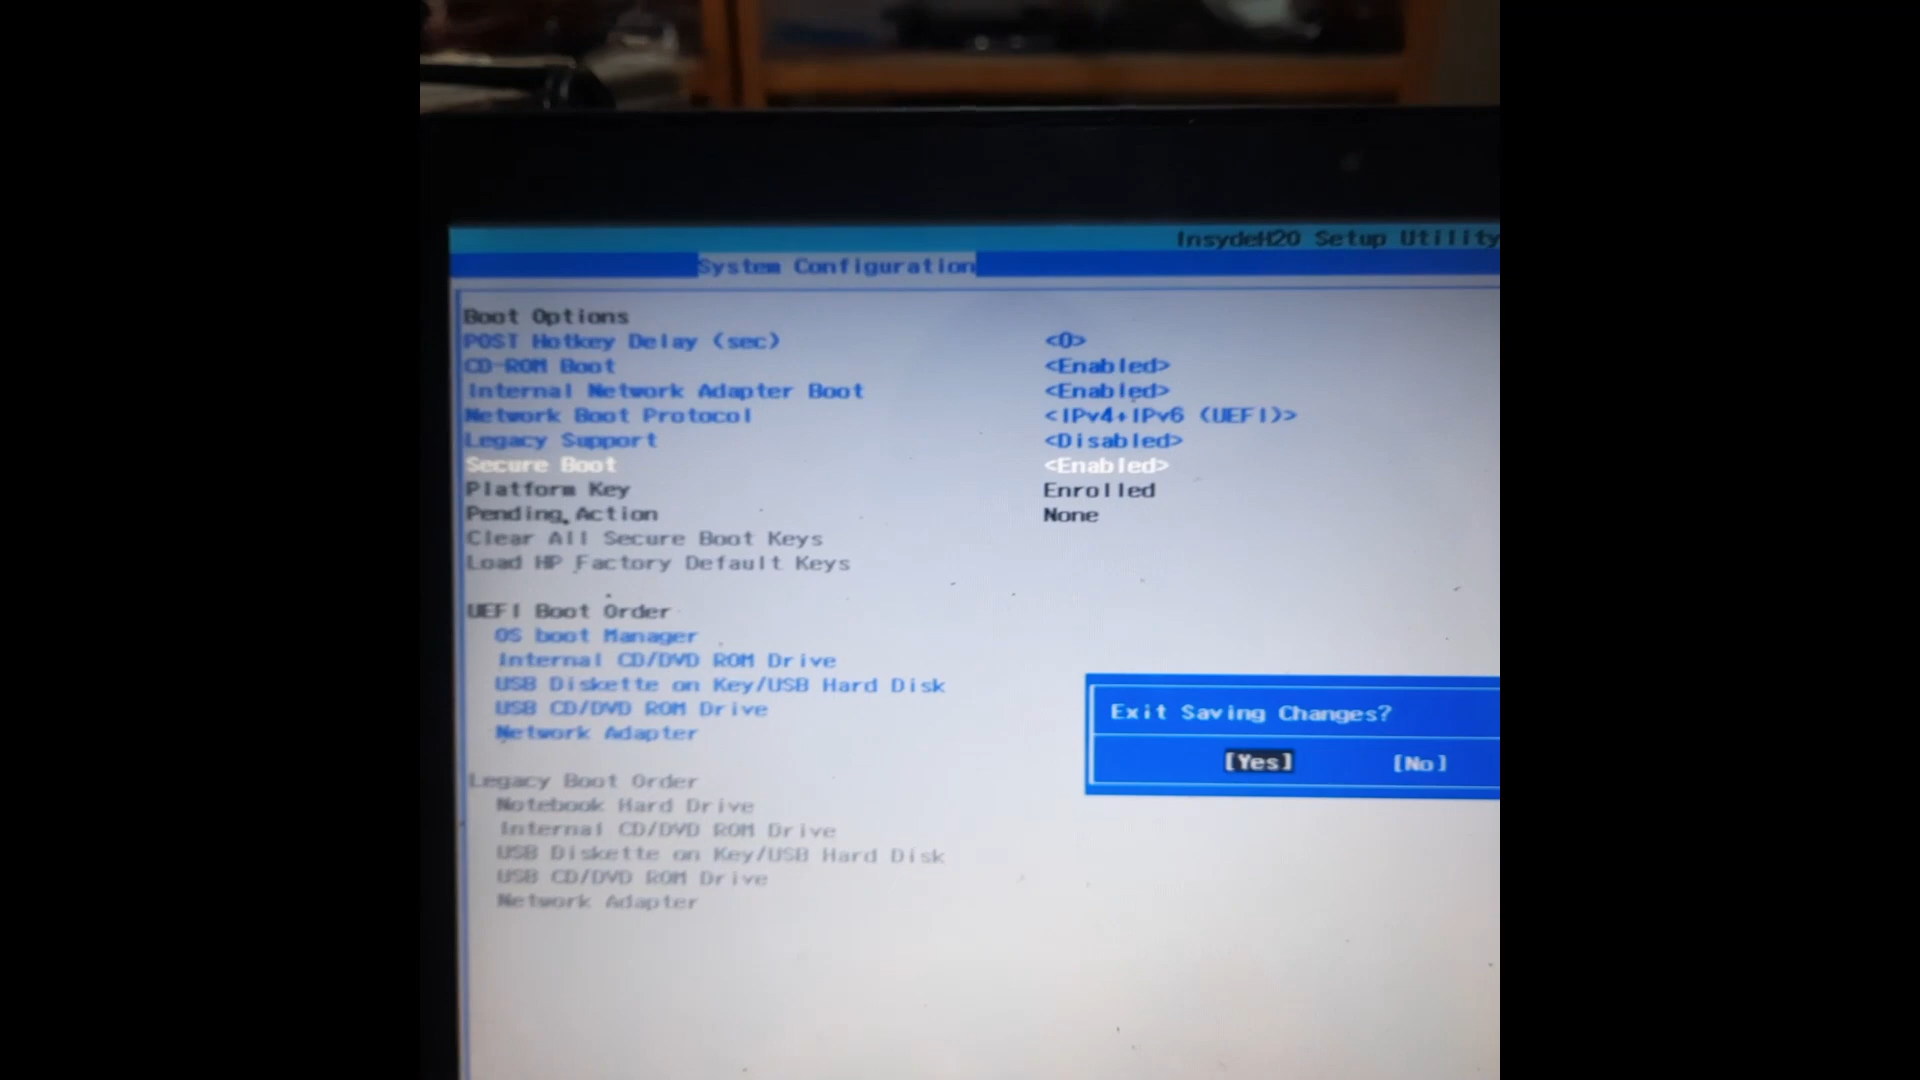 InsydeH20 Setup Utility
System Configuration
Boot Options
POST Hotkey Delay (sec) <0>
CD-ROM Boot <Enabled>
Internal Network Adapter Boot <Enabled>
Network Boot Protocol <IPv4+IPv6 (UEFI)>
Legacy Support <Disabled>
Secure Boot <Enabled>
Platform Key Enrolled
Pending Action None
Clear All Secure Boot Keys
Load HP Factory Default Keys
UEFI Boot Order
OS boot Manager
Internal CD/DVD ROM Drive
USB Diskette on Key/USB Hard Disk
USB CD/DVD ROM Drive
Network Adapter
Exit Saving Changes?
[Yes] [No]
Legacy Boot Order
Notebook Hard Drive
Internal CD/DVD ROM Drive
USB Diskette on Key/USB Hard Disk
USB CD/DVD ROM Drive
Network Adapter